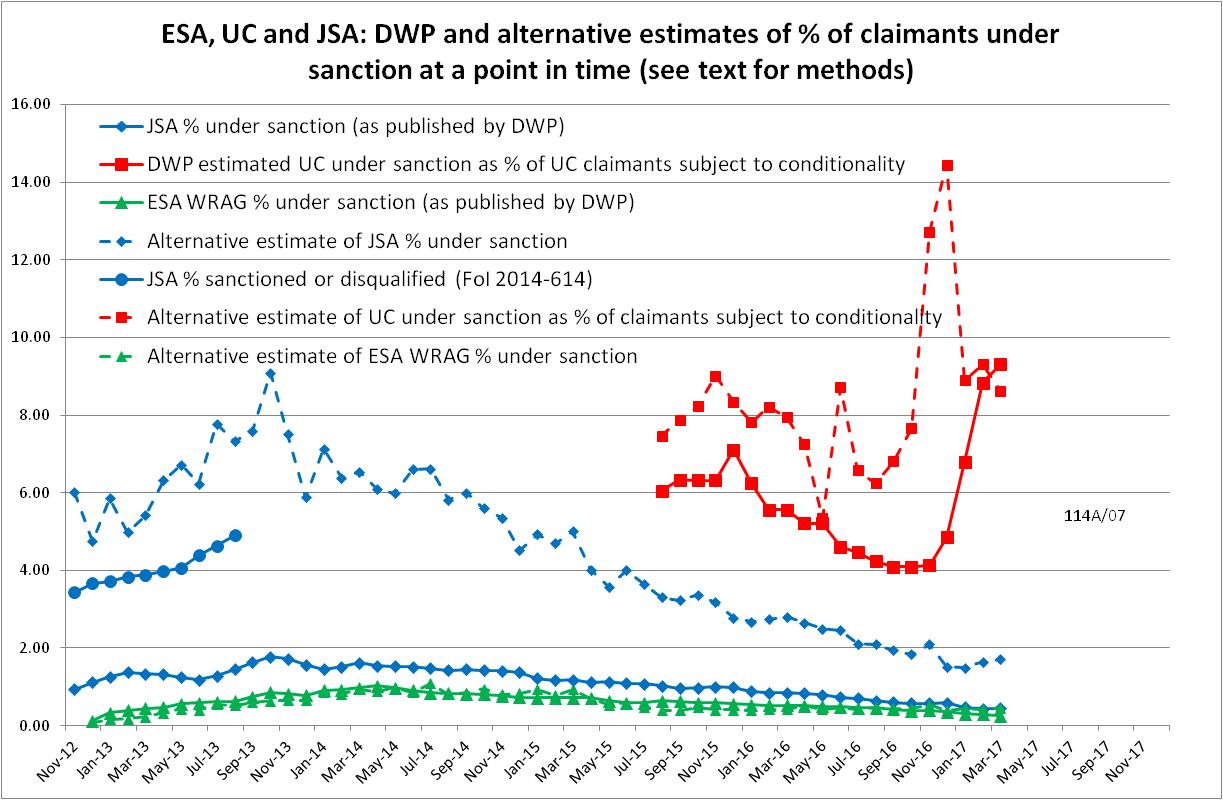 ESA, UC and JSA: DWP and alternative estimates of % of claimants under
sanction at a point in time (see text for methods)
16.00
14.00
12.00
10.00
8.00
6.00
4.00
2.00
0.00
JSA % under sanction (as published by DWP)
DWP estimated UC under sanction as % of UC claimants subject to conditionality
ESA WRAG % under sanction (as published by DWP)
Alternative estimate of JSA % under sanction
JSA % sanctioned or disqualified (FoI 2014-614)
Alternative estimate of UC under sanction as % of claimants subject to conditionality
Alternative estimate of ESA WRAG % under sanction
114A/07
Nov-12
Jan-13
Mar-13
May-13
Jul-13
Sep-13
Nov-13
Jan-14
Mar-14
May-14
Jul-14
Sep-14
Nov-14
Jan-15
Mar-15
May-15
Jul-15
Sep-15
Nov-15
Jan-16
Mar-16
May-16
Jul-16
Sep-16
Nov-16
Jan-17
Mar-17
May-17
Jul-17
Sep-17
Nov-17